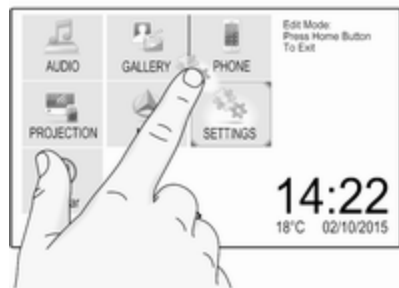 AUDIO
GALLERY
PHONE
Edit Mode:
Press Home Button
To Exit
PROJECTION
SETTINGS
14:22
18°C 02/10/2015